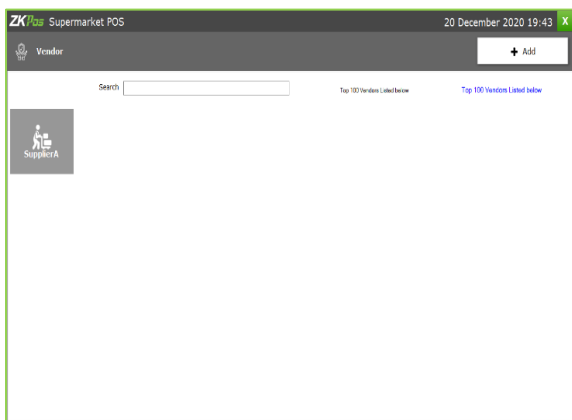 ZKPos Supermarket POS 20 December 2020 19:43 X
Vendor + Add
Search Top 100 Vendors Listed below Top 100 Vendors Listed below
SupplierA